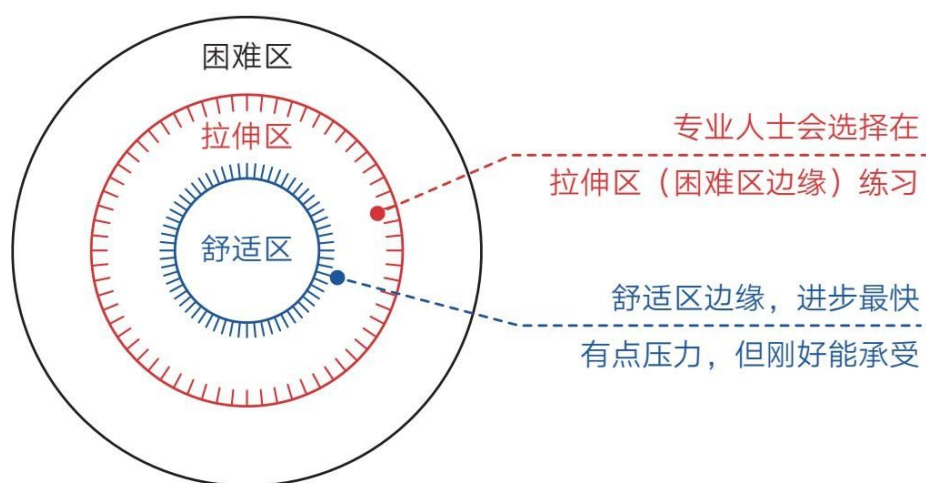 困难区
拉伸区
舒适区
专业人士会选择在
拉伸区（困难区边缘）练习
舒适区边缘，进步最快
有点压力，但刚好能承受